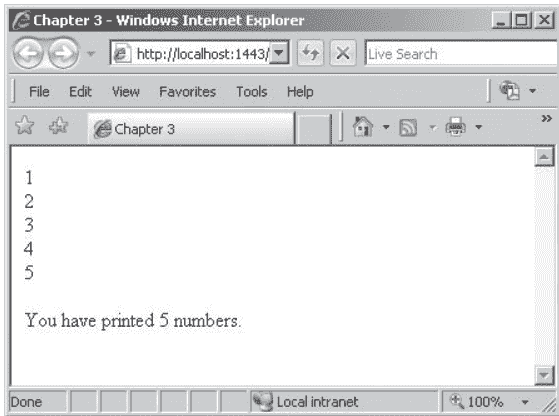 Chapter 3 - Windows Internet Explorer
http://localhost:1443/ Live Search
File Edit View Favorites Tools Help
Chapter 3 »
1
2
3
4
5
You have printed 5 numbers.
Done Local intranet 100%